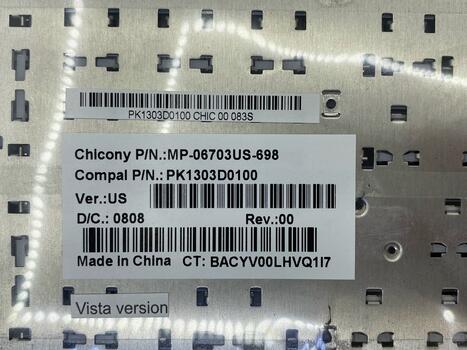 PK1303D0100 CHIC 00 083S
Chicony P/N.:MP-06703US-698
Compal P/N.: PK1303D0100
Ver.:US
D/C.: 0808 Rev.:00
Made in China CT: BACYV00LHVQ1I7
Vista version